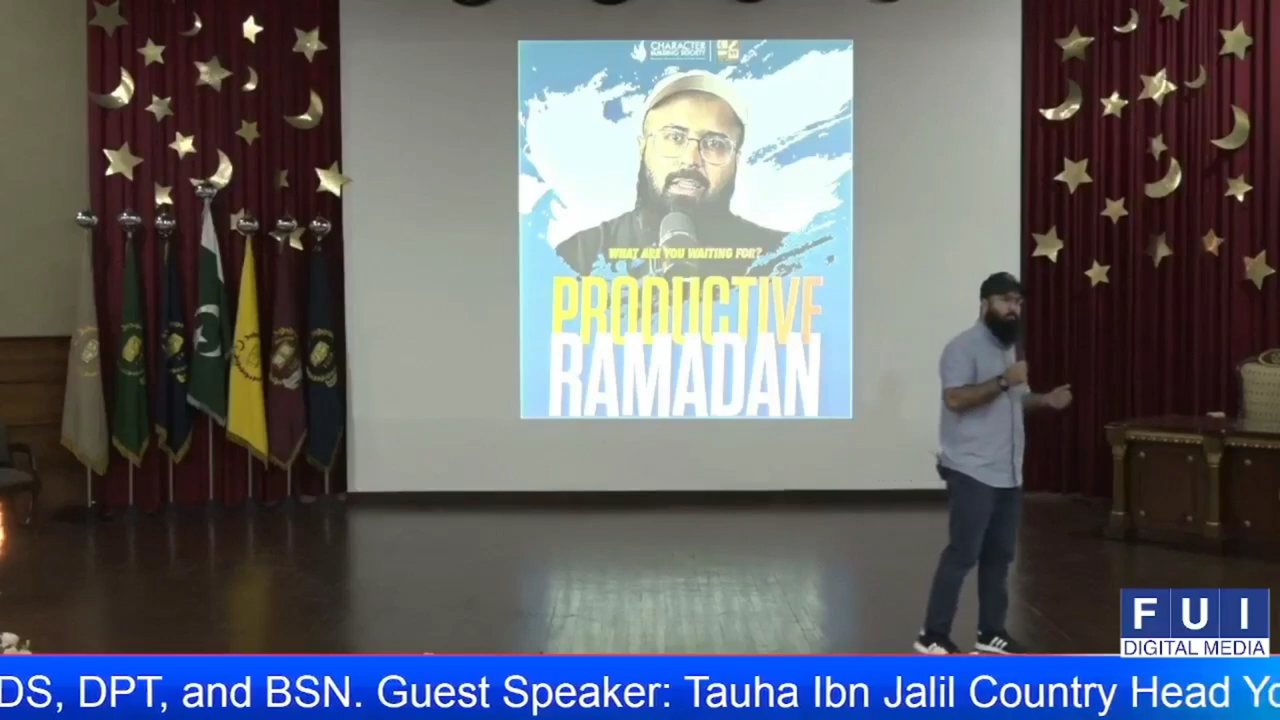 CHARACTER
BUILDING SOCIETY
WHAT ARE YOU WAITING FOR?
PRODUCTIVE
RAMADAN
FUI
DIGITAL MEDIA
DS, DPT, and BSN. Guest Speaker: Tauha Ibn Jalil Country Head Yo